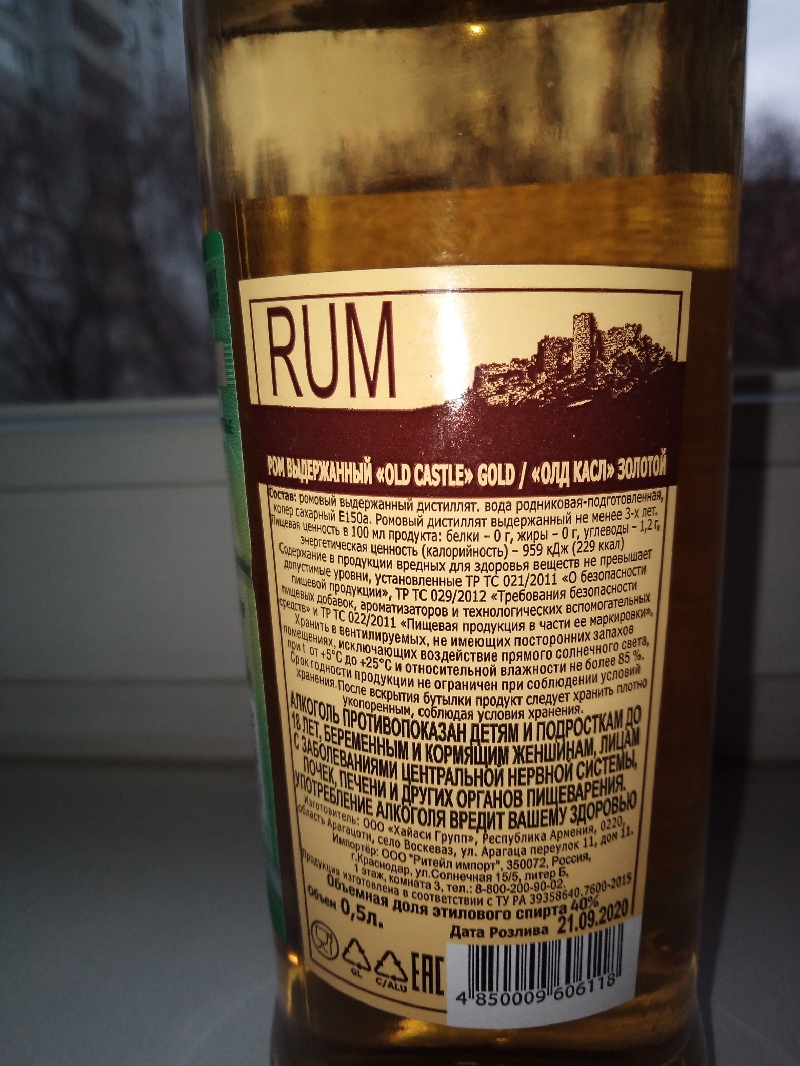 RUM
РОМ ВЫДЕРЖАННЫЙ «OLD CASTLE» GOLD / «ОЛД КАСЛ» ЗОЛОТОЙ
Состав: ромовый выдержанный дистиллят, вода родниковая-подготовленная,
колер сахарный Е150а. Ромовый дистиллят выдержанный не менее 3-х лет.
Пищевая ценность в 100 мл продукта: белки – 0 г, жиры – 0 г, углеводы – 1,2 г,
энергетическая ценность (калорийность) – 959 кДж (229 ккал)
Содержание в продукции вредных для здоровья веществ не превышает
допустимые уровни, установленные ТР ТС 021/2011 «О безопасности
пищевой продукции», ТР ТС 029/2012 «Требования безопасности
пищевых добавок, ароматизаторов и технологических вспомогательных
средств» и ТР ТС 022/2011 «Пищевая продукция в части ее маркировки».
Хранить в вентилируемых, не имеющих посторонних запахов
помещениях, исключающих воздействие прямого солнечного света,
при t от +5°С до +25°С и относительной влажности не более 85 %.
Срок годности продукции не ограничен при соблюдении условий
хранения.После вскрытия бутылки продукт следует хранить плотно
укупоренным, соблюдая условия хранения.
АЛКОГОЛЬ ПРОТИВОПОКАЗАН ДЕТЯМ И ПОДРОСТКАМ ДО
18 ЛЕТ, БЕРЕМЕННЫМ И КОРМЯЩИМ ЖЕНЩИНАМ, ЛИЦАМ
С ЗАБОЛЕВАНИЯМИ ЦЕНТРАЛЬНОЙ НЕРВНОЙ СИСТЕМЫ,
ПОЧЕК, ПЕЧЕНИ И ДРУГИХ ОРГАНОВ ПИЩЕВАРЕНИЯ.
УПОТРЕБЛЕНИЕ АЛКОГОЛЯ ВРЕДИТ ВАШЕМУ ЗДОРОВЬЮ
Изготовитель: ООО «Хайаси Групп», Республика Армения, 0220,
область Арагацоти, село Воскеваз, ул. Арагаца переулок 11, дом 11.
Импортёр: ООО "Ритейл импорт", 350072, Россия,
г.Краснодар, ул.Солнечная 15/5, литер Б,
1 этаж, комната 3, тел.: 8-800-200-90-02.
Продукция изготовлена в соответствии с ТУ РА 39358640.7600-2015
Объемная доля этилового спирта 40%
Объем 0,5л.
Дата Розлива 21.09.2020
GL
C/ALU
EAC
4 850009 606118